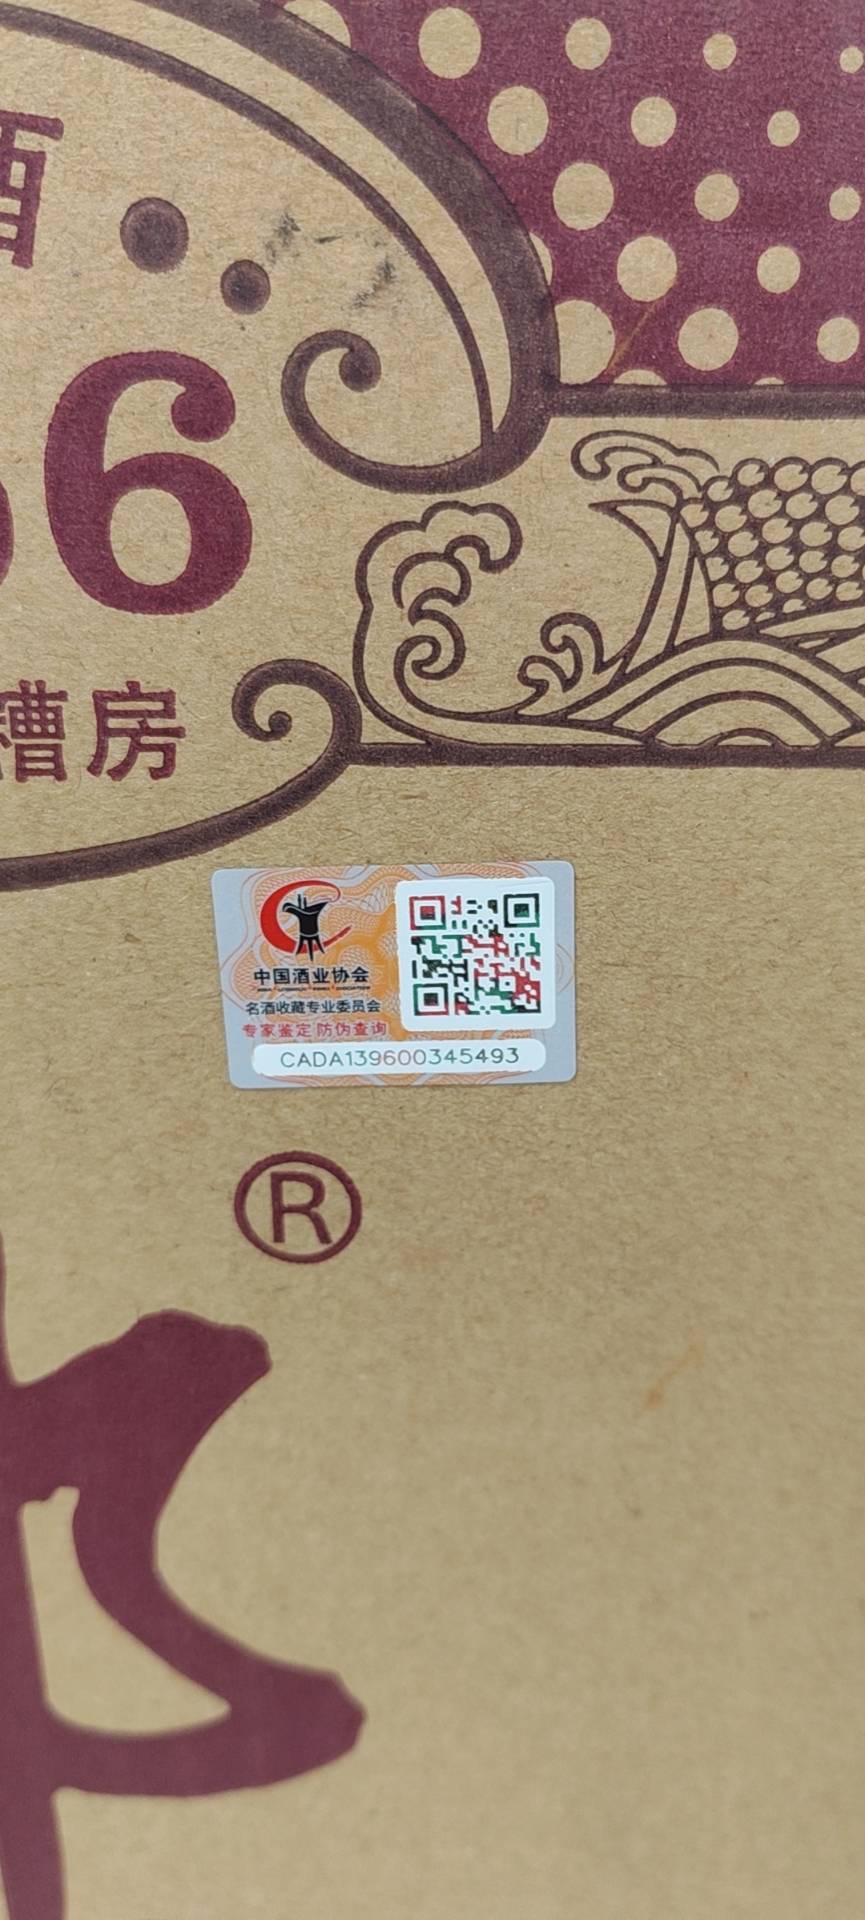 酒
6
糟房
中国酒业协会
名酒收藏专业委员会
专家鉴定 防伪查询
CADA139600345493
®